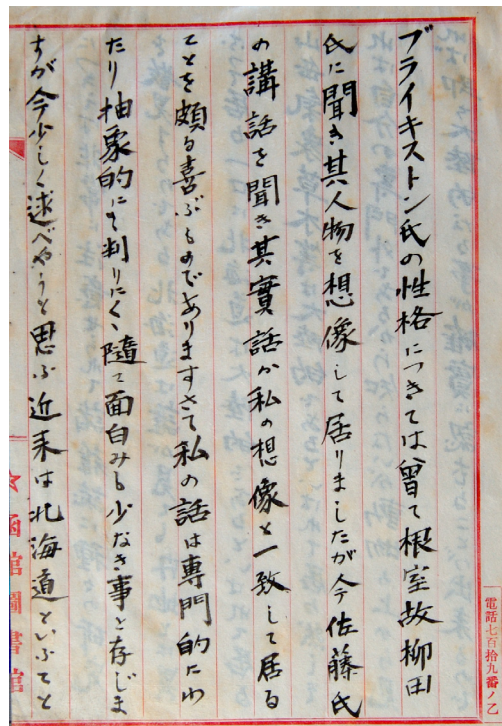 ブライキストン氏の性格につきては曾て根室故柳田
氏に聞き其人物を想像して居りましたが今佐藤氏
の講話を聞き其實話が私の想像と一致して居る
ことを頗る喜ぶものでありますさて私の話は専門的にわ
たり抽象的にて判りにくゝ隨て面白みも少なき事と存じま
すが今少しく述べやうと思ふ近来は北海道といふてと
電話七百拾九番ノ乙
★函館圖書館